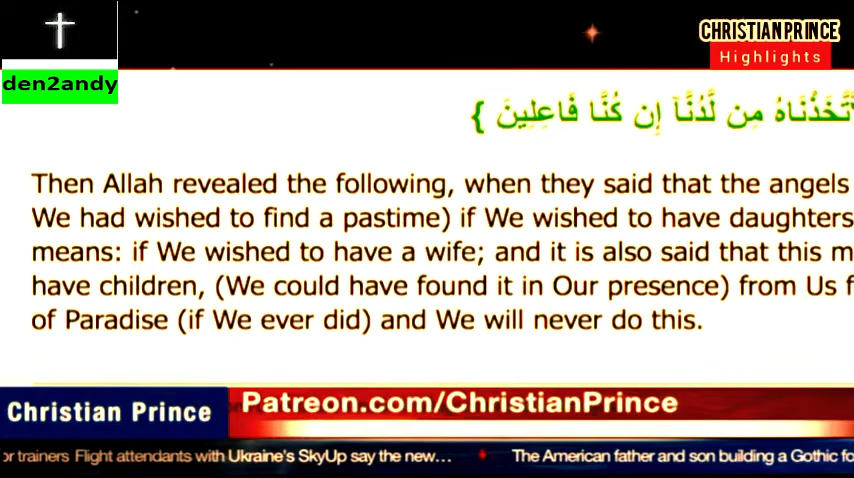 CHRISTIAN PRINCE
Highlights
den2andy
تَّخَذْنَاهُ مِن لَّدُنَّآ إِن كُنَّا فَاعِلِينَ }
Then Allah revealed the following, when they said that the angels
We had wished to find a pastime) if We wished to have daughters
means: if We wished to have a wife; and it is also said that this m
have children, (We could have found it in Our presence) from Us f
of Paradise (if We ever did) and We will never do this.
Christian Prince
Patreon.com/ChristianPrince
or trainers Flight attendants with Ukraine's SkyUp say the new... The American father and son building a Gothic fo